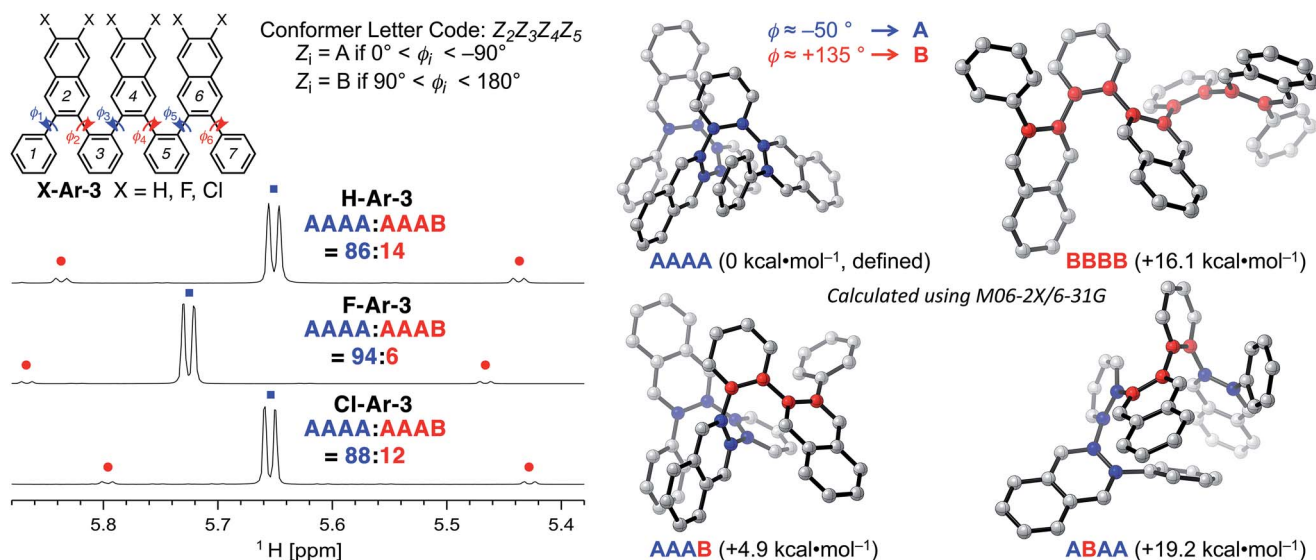 X X X X X X
2 4 6
ϕ₁ ϕ₂ ϕ₃ ϕ₄ ϕ₅ ϕ₆
1 3 5 7
X-Ar-3 X = H, F, Cl
Conformer Letter Code: Z₂Z₃Z₄Z₅
Zᵢ = A if 0° < ϕᵢ < –90°
Zᵢ = B if 90° < ϕᵢ < 180°
H-Ar-3
AAAA:AAAB
= 86:14
F-Ar-3
AAAA:AAAB
= 94:6
Cl-Ar-3
AAAA:AAAB
= 88:12
5.8 5.7 5.6 5.5 5.4
¹H [ppm]
ϕ ≈ –50 ° → A
ϕ ≈ +135 ° → B
AAAA (0 kcal•mol⁻¹, defined)
BBBB (+16.1 kcal•mol⁻¹)
Calculated using M06-2X/6-31G
AAAB (+4.9 kcal•mol⁻¹)
ABAA (+19.2 kcal•mol⁻¹)